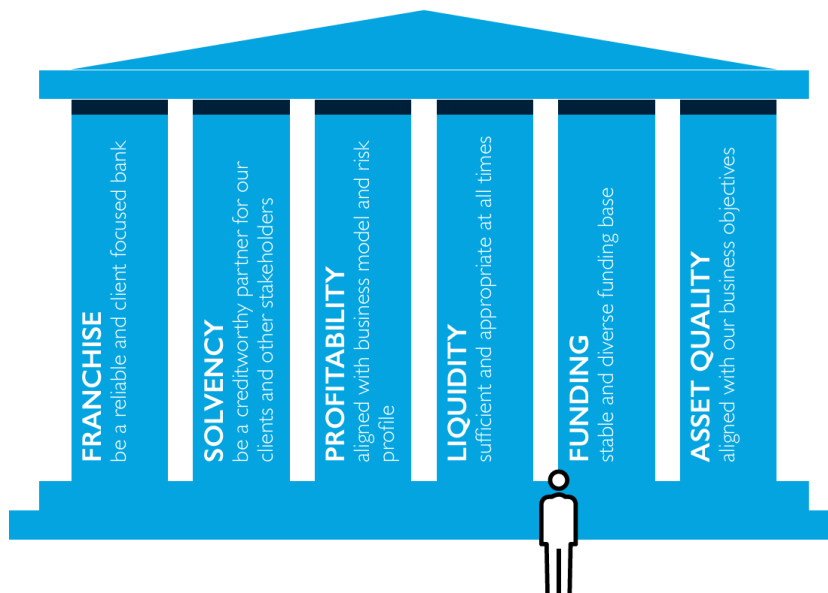 FRANCHISE
be a reliable and client focused bank
SOLVENCY
be a creditworthy partner for our
clients and other stakeholders
PROFITABILITY
aligned with business model and risk
profile
LIQUIDITY
sufficient and appropriate at all times
FUNDING
stable and diverse funding base
ASSET QUALITY
aligned with our business objectives